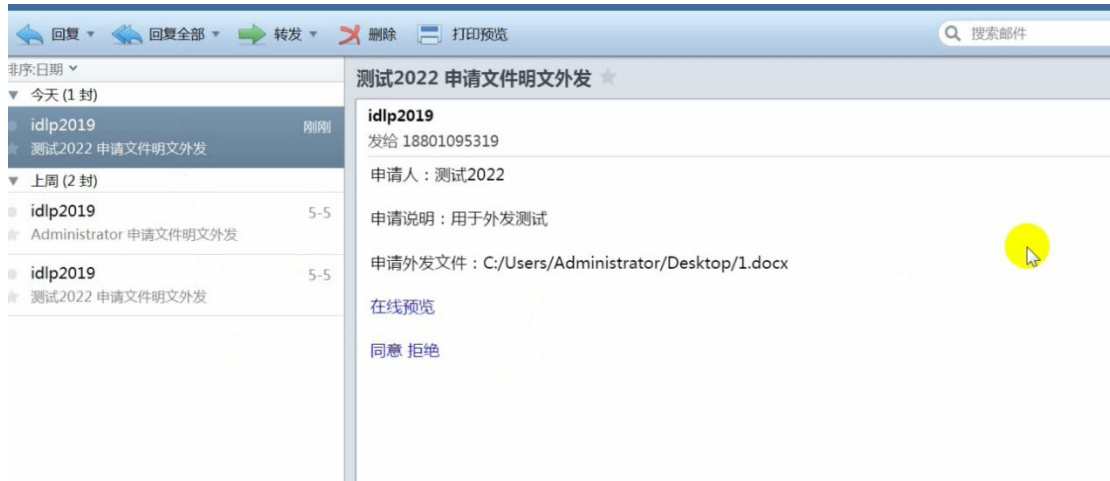 回复 回复全部 转发 删除 打印预览 搜索邮件
排序:日期
今天 (1 封)
idlp2019 刚刚
测试2022 申请文件明文外发
上周 (2 封)
idlp2019 5-5
Administrator 申请文件明文外发
idlp2019 5-5
测试2022 申请文件明文外发
测试2022 申请文件明文外发
idlp2019
发给 18801095319
申请人：测试2022
申请说明：用于外发测试
申请外发文件：C:/Users/Administrator/Desktop/1.docx
在线预览
同意 拒绝